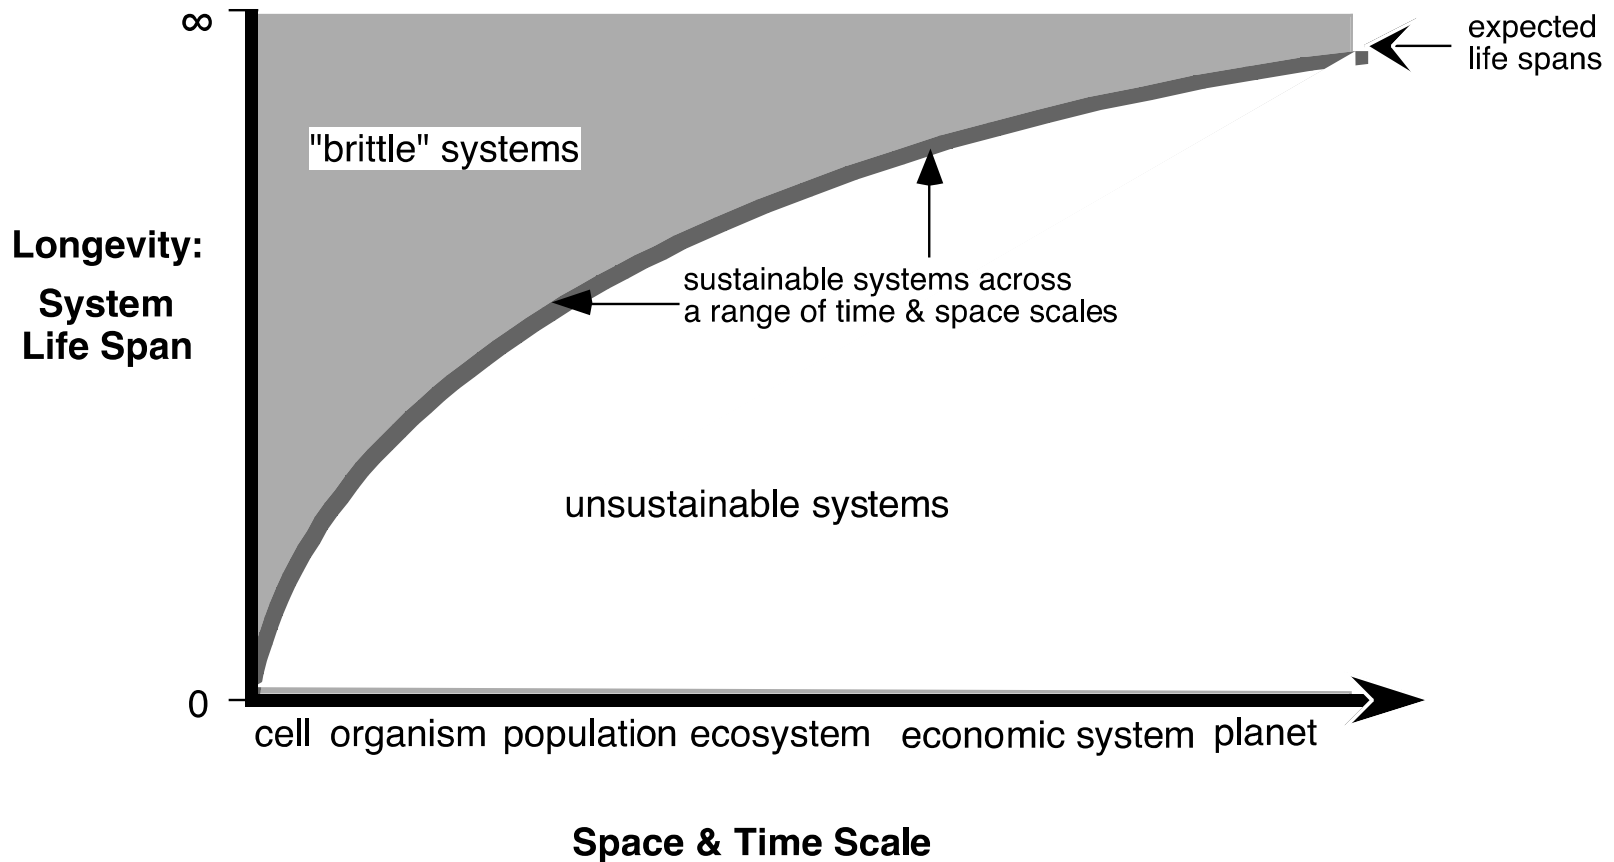 ∞
expected
life spans
"brittle" systems
Longevity:
System
Life Span
sustainable systems across
a range of time & space scales
unsustainable systems
0
cell organism population ecosystem economic system planet
Space & Time Scale